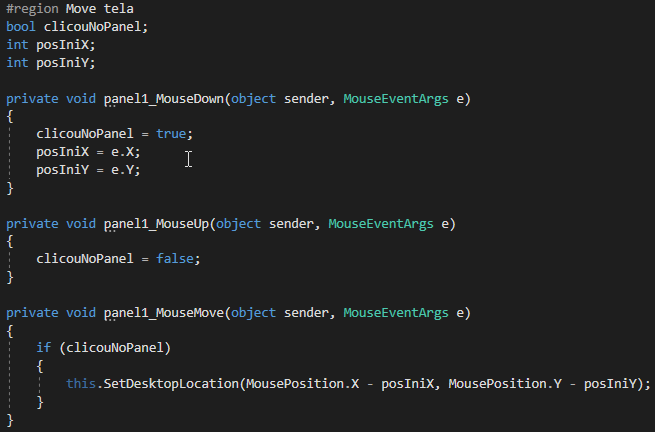 #region Move tela
bool clicouNoPanel;
int posIniX;
int posIniY;
private void panel1_MouseDown(object sender, MouseEventArgs e)
{
clicouNoPanel = true;
posIniX = e.X;
posIniY = e.Y;
}
private void panel1_MouseUp(object sender, MouseEventArgs e)
{
clicouNoPanel = false;
}
private void panel1_MouseMove(object sender, MouseEventArgs e)
{
if (clicouNoPanel)
{
this.SetDesktopLocation(MousePosition.X - posIniX, MousePosition.Y - posIniY);
}
}